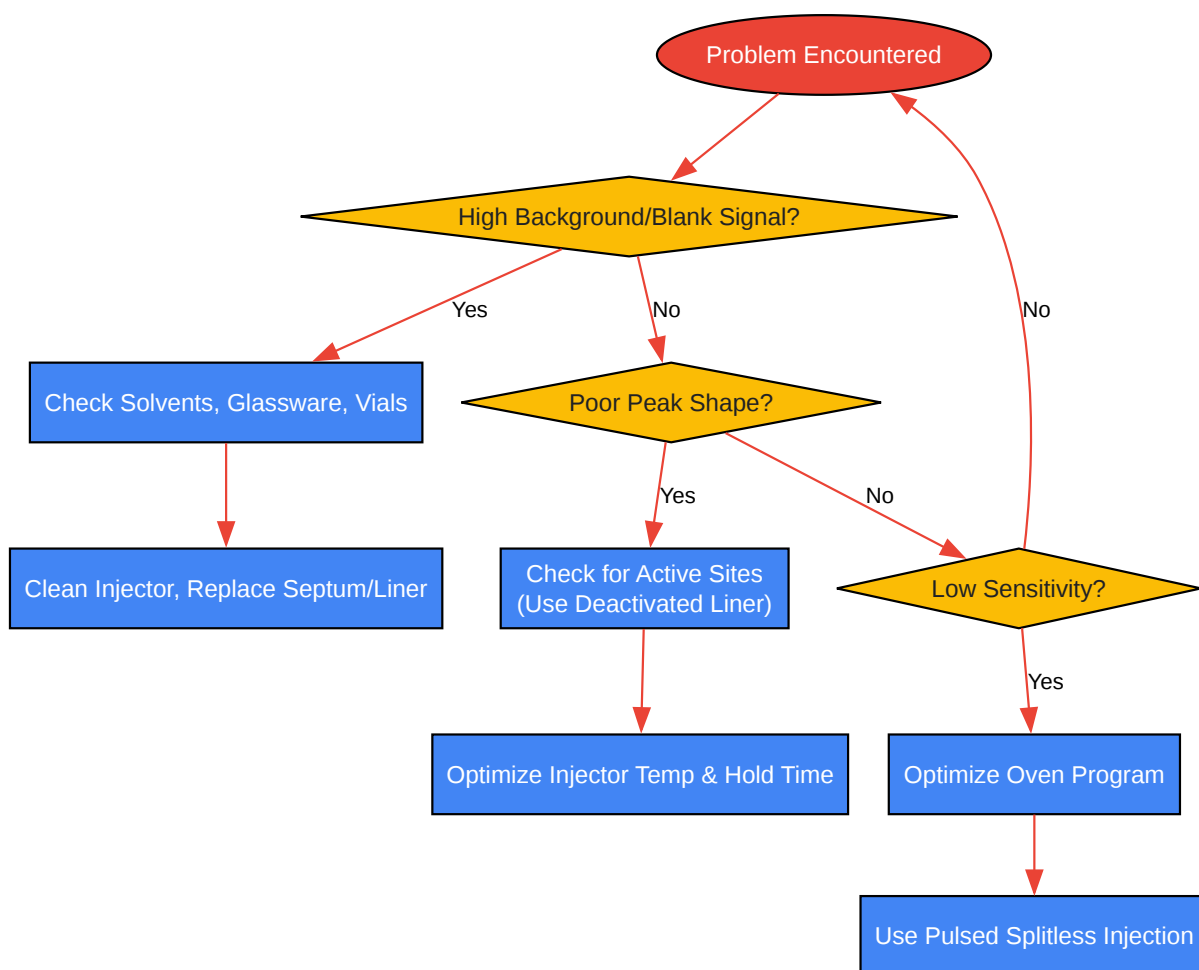 Problem Encountered
High Background/Blank Signal?
Yes
No
No
Check Solvents, Glassware, Vials
Poor Peak Shape?
Yes
No
Clean Injector, Replace Septum/Liner
Check for Active Sites
(Use Deactivated Liner)
Low Sensitivity?
Yes
Optimize Injector Temp & Hold Time
Optimize Oven Program
Use Pulsed Splitless Injection